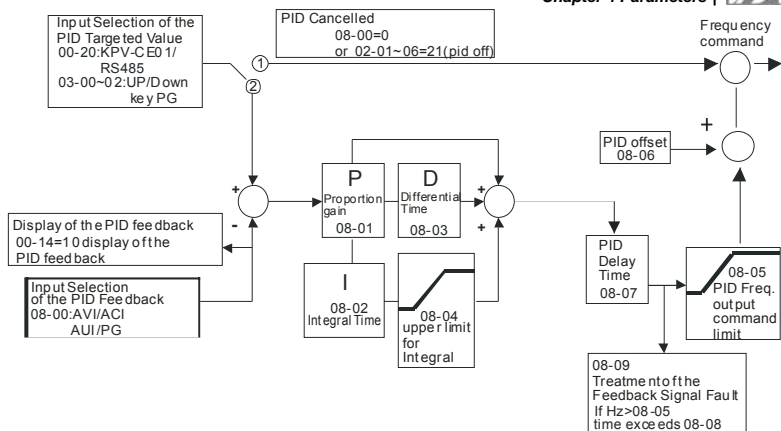 Input Selection of the
PID Targeted Value
00-20:KPV-CE01/
RS485
03-00~02:UP/Down
key PG
PID Cancelled
08-00=0
or 02-01~06=21(pid off)
Frequency
command
1
2
+
PID offset
08-06
P
Proportion
gain
08-01
D
Differential
Time
08-03
+
-
+
+
Display of the PID feedback
00-14=10 display of the
PID feedback
Input Selection
of the PID Feedback
08-00:AVI/ACI
AUI/PG
I
08-02
Integral Time
08-04
upper limit
for
Integral
PID
Delay
Time
08-07
08-05
PID Freq.
output
command
limit
08-09
Treatment of the
Feedback Signal Fault
If Hz>08-05
time exceeds 08-08